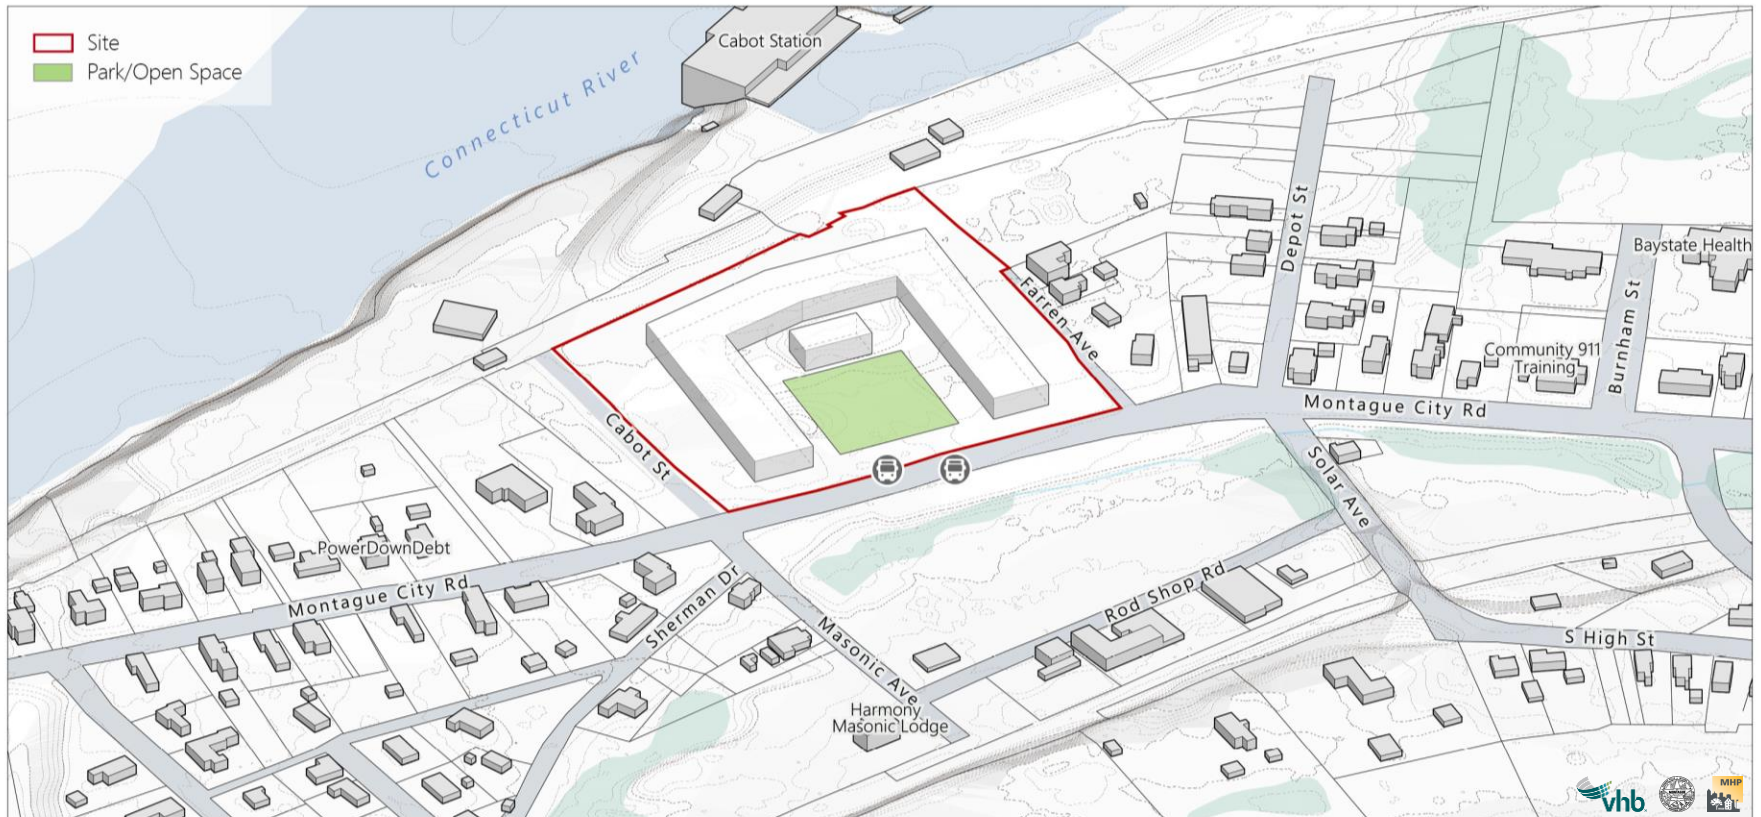 Site
Park/Open Space
Cabot Station
Connecticut River
Depot St
Baystate Health
Farren Ave
Burnham St
Community 911
Training
Montague City Rd
Cabot St
Solar Ave
PowerDownDebt
Montague City Rd
Sherman Dr
Rod Shop Rd
Masonic Ave
S High St
Harmony
Masonic Lodge
vhb
MHP